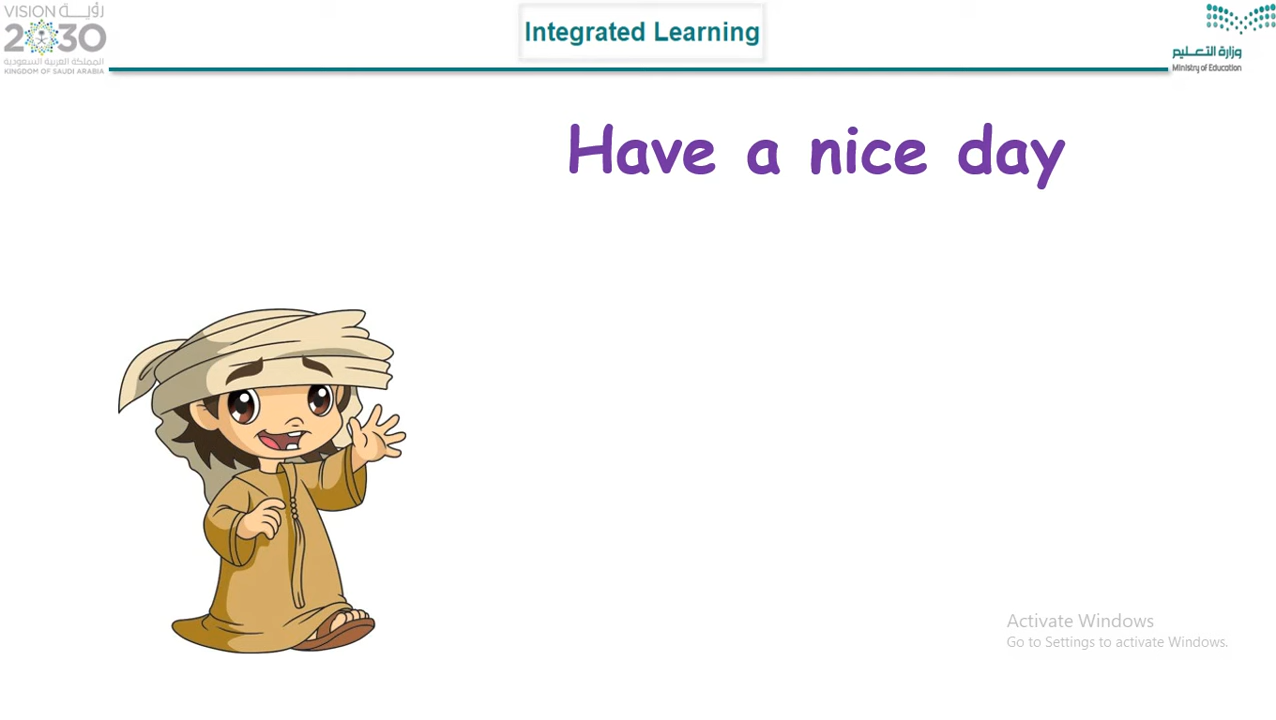 VISION رؤيــة
2030
المملكة العربية السعودية
KINGDOM OF SAUDI ARABIA
Integrated Learning
وزارة التعليم
Ministry of Education
Have a nice day
Activate Windows
Go to Settings to activate Windows.